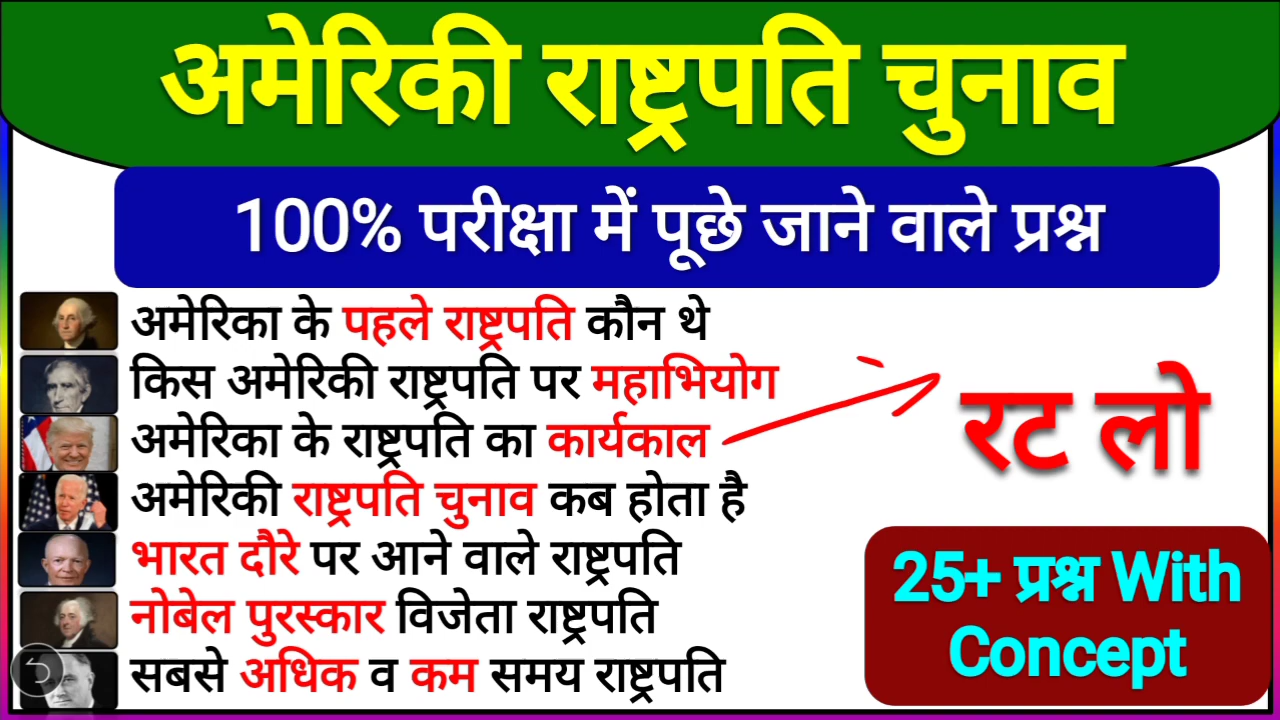 अमेरिकी राष्ट्रपति चुनाव
100% परीक्षा में पूछे जाने वाले प्रश्न
अमेरिका के पहले राष्ट्रपति कौन थे
किस अमेरिकी राष्ट्रपति पर महाभियोग
अमेरिका के राष्ट्रपति का कार्यकाल
अमेरिकी राष्ट्रपति चुनाव कब होता है
भारत दौरे पर आने वाले राष्ट्रपति
नोबेल पुरस्कार विजेता राष्ट्रपति
सबसे अधिक व कम समय राष्ट्रपति
रट लो
25+ प्रश्न With
Concept